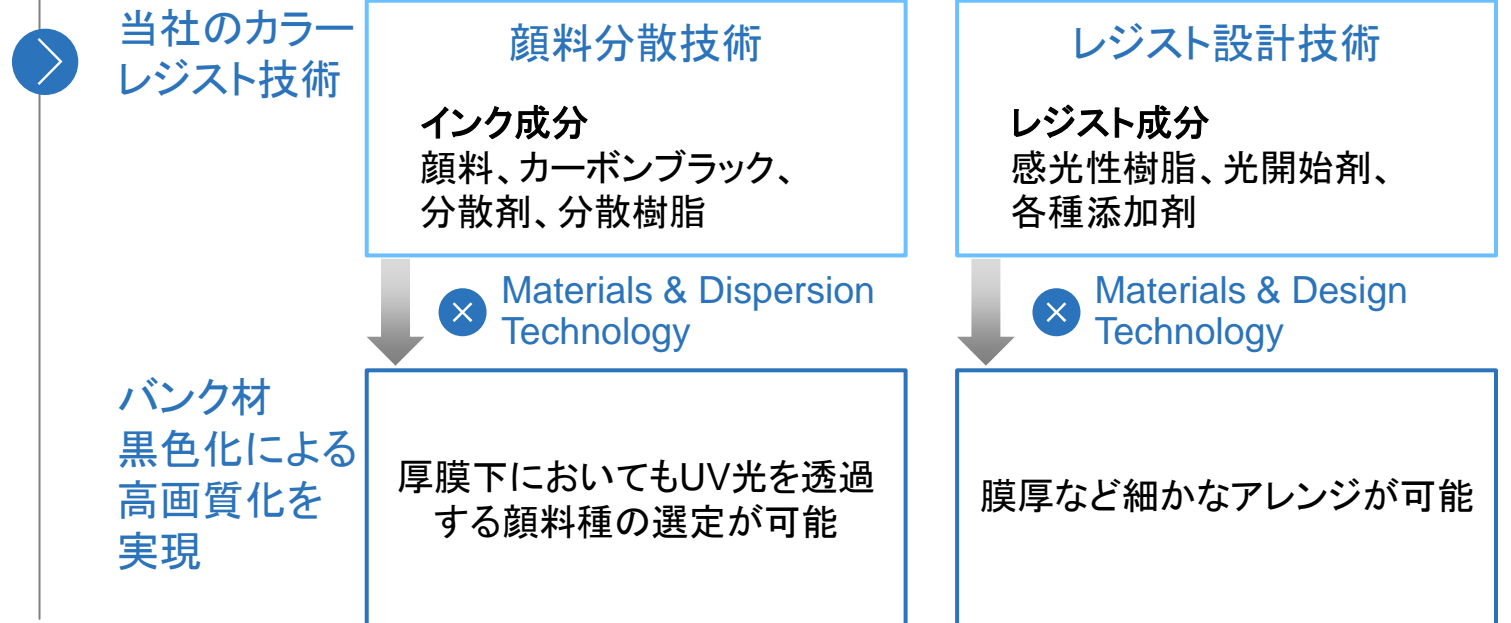 当社のカラー
レジスト技術
顔料分散技術
インク成分
顔料、カーボンブラック、
分散剤、分散樹脂
レジスト設計技術
レジスト成分
感光性樹脂、光開始剤、
各種添加剤
Materials & Dispersion
Technology
Materials & Design
Technology
バンク材
黒色化による
高画質化を
実現
厚膜下においてもUV光を透過
する顔料種の選定が可能
膜厚など細かなアレンジが可能